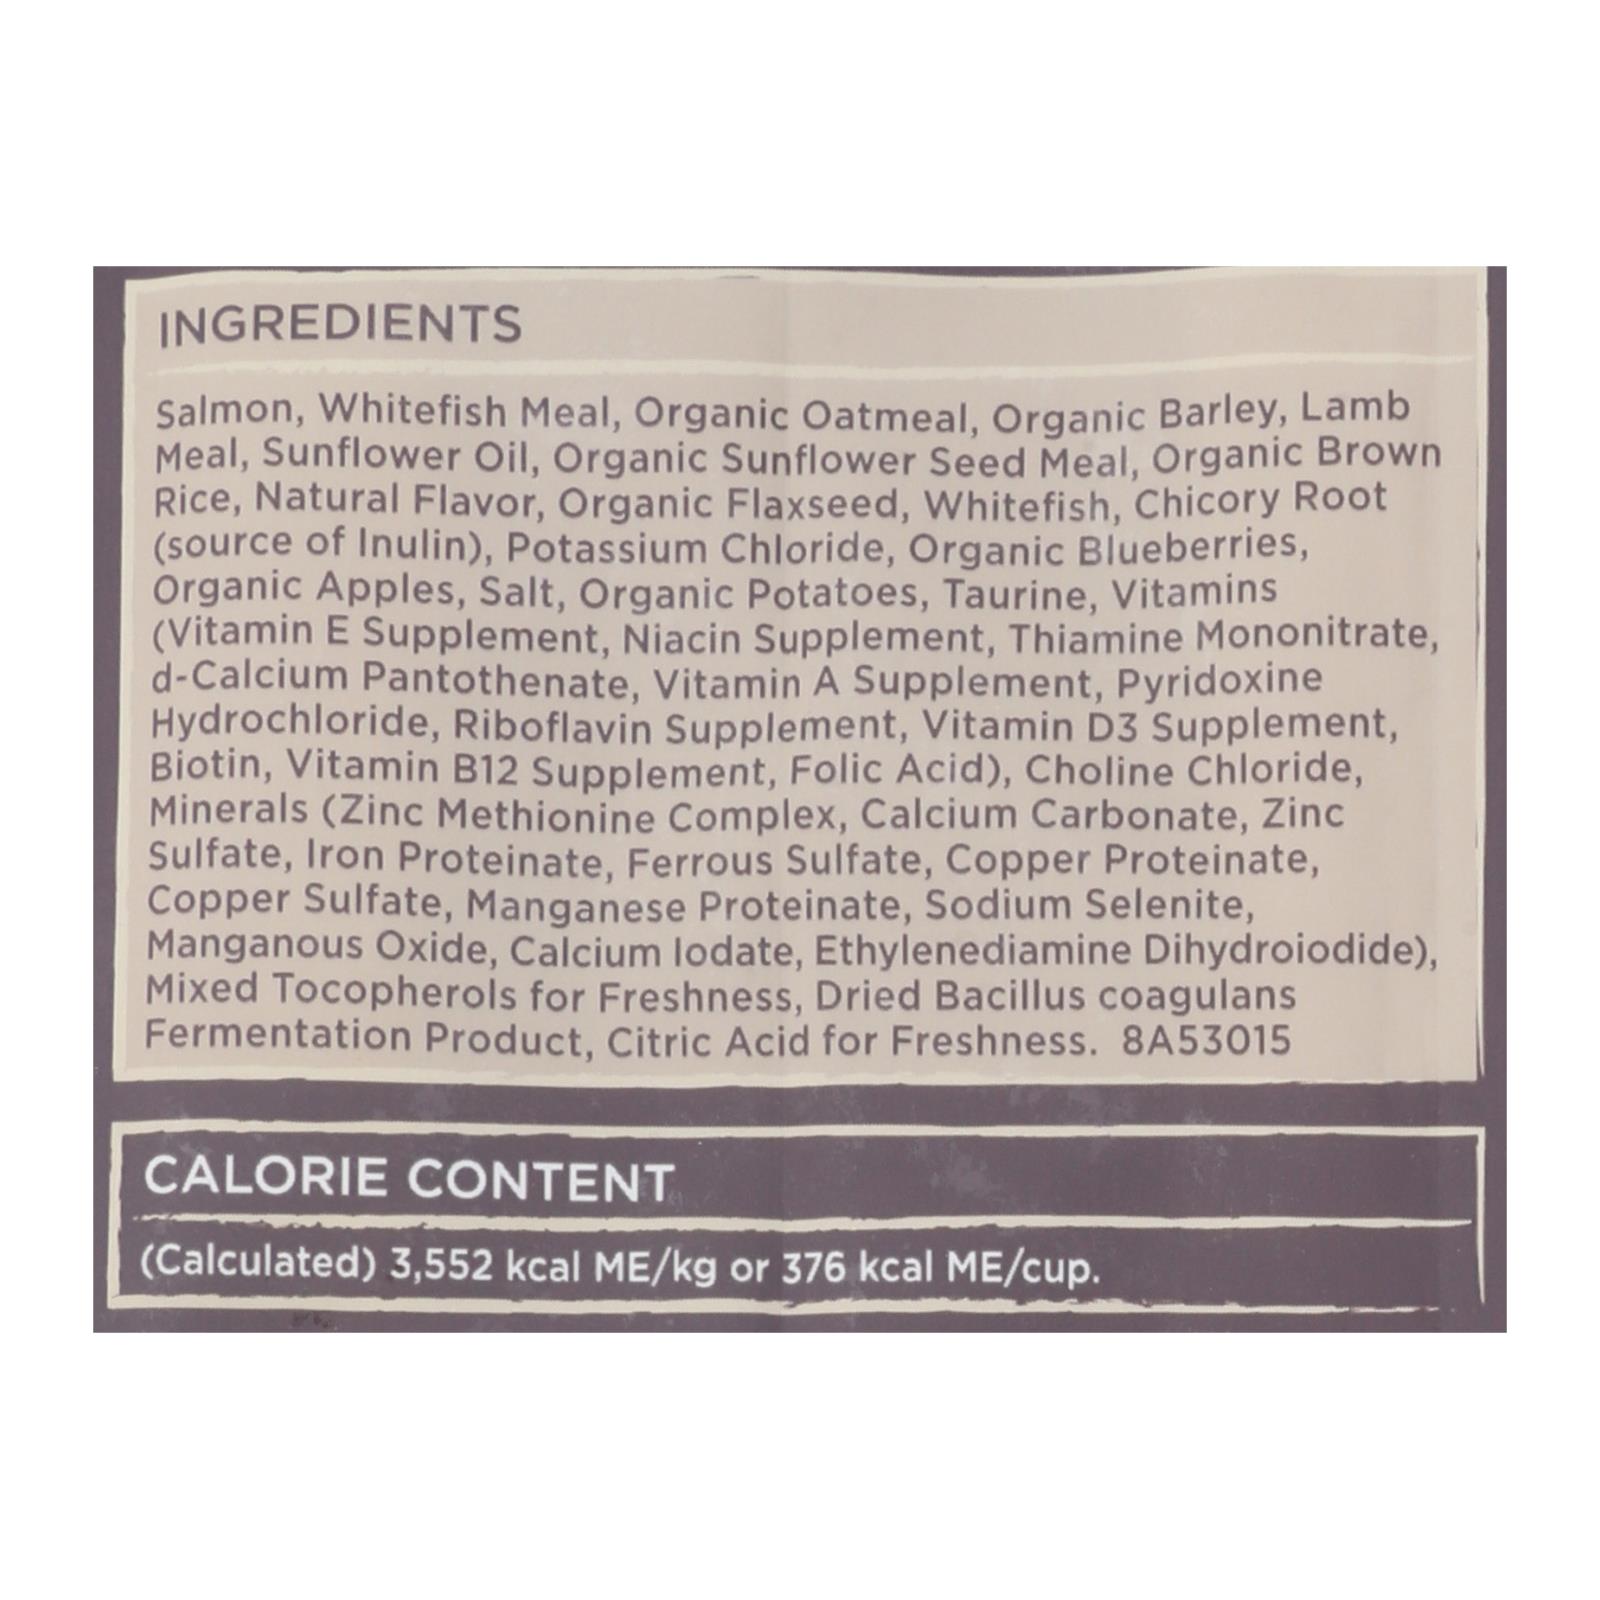 INGREDIENTS
Salmon, Whitefish Meal, Organic Oatmeal, Organic Barley, Lamb
Meal, Sunflower Oil, Organic Sunflower Seed Meal, Organic Brown
Rice, Natural Flavor, Organic Flaxseed, Whitefish, Chicory Root
(source of Inulin), Potassium Chloride, Organic Blueberries,
Organic Apples, Salt, Organic Potatoes, Taurine, Vitamins
(Vitamin E Supplement, Niacin Supplement, Thiamine Mononitrate,
d-Calcium Pantothenate, Vitamin A Supplement, Pyridoxine
Hydrochloride, Riboflavin Supplement, Vitamin D3 Supplement,
Biotin, Vitamin B12 Supplement, Folic Acid), Choline Chloride,
Minerals (Zinc Methionine Complex, Calcium Carbonate, Zinc
Sulfate, Iron Proteinate, Ferrous Sulfate, Copper Proteinate,
Copper Sulfate, Manganese Proteinate, Sodium Selenite,
Manganous Oxide, Calcium Iodate, Ethylenediamine Dihydroiodide),
Mixed Tocopherols for Freshness, Dried Bacillus coagulans
Fermentation Product, Citric Acid for Freshness. 8A53015
CALORIE CONTENT
(Calculated) 3,552 kcal ME/kg or 376 kcal ME/cup.